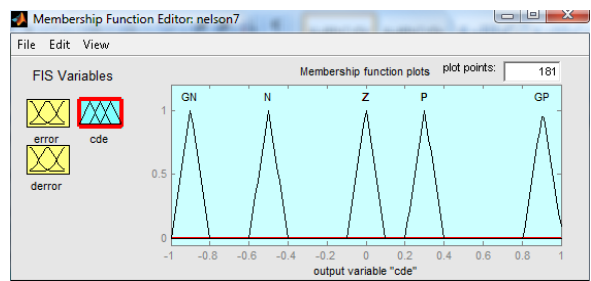 Membership Function Editor: nelson7
File Edit View
FIS Variables
Membership function plots plot points: 181
error cde
derror
GN N Z P GP
1
0.5
0
-1 -0.8 -0.6 -0.4 -0.2 0 0.2 0.4 0.6 0.8 1
output variable "cde"